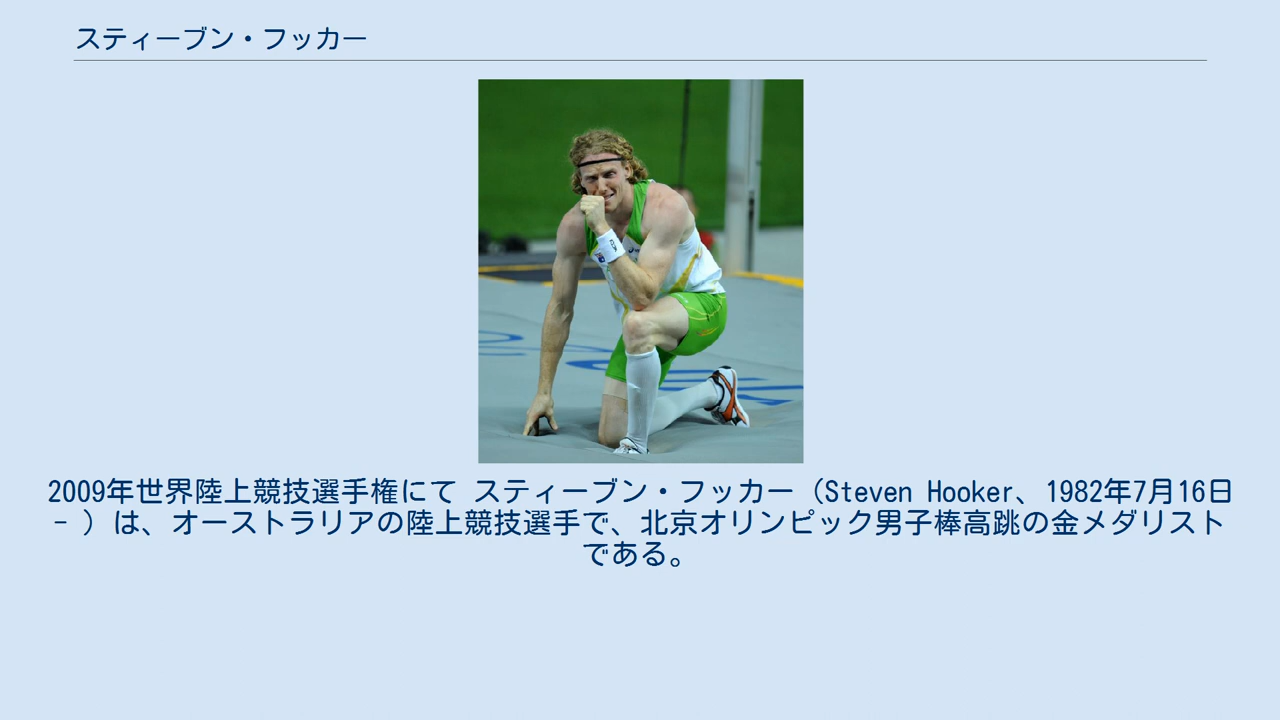 スティーブン・フッカー
2009年世界陸上競技選手権にて スティーブン・フッカー（Steven Hooker、1982年7月16日
- ）は、オーストラリアの陸上競技選手で、北京オリンピック男子棒高跳の金メダリスト
である。